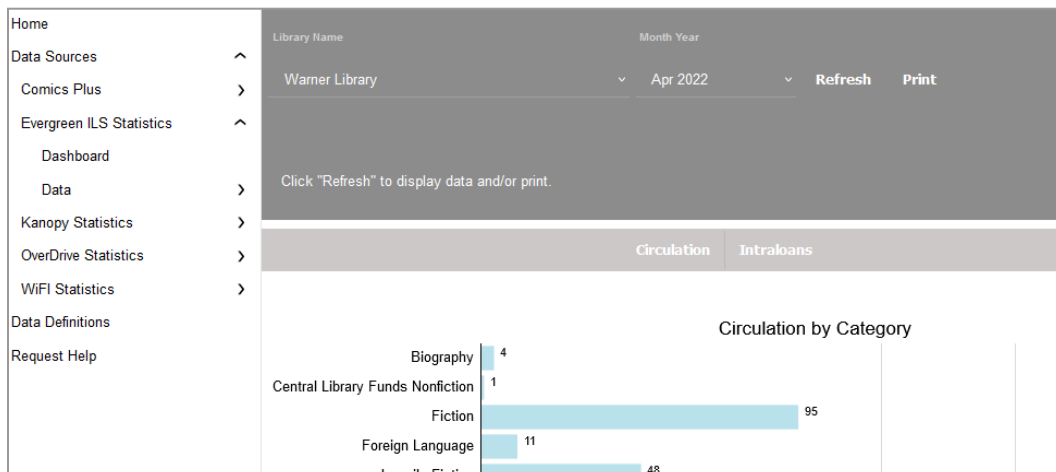 Home
Data Sources
Comics Plus
Evergreen ILS Statistics
Dashboard
Data
Kanopy Statistics
OverDrive Statistics
WiFI Statistics
Data Definitions
Request Help
Library Name
Month Year
Warner Library
Apr 2022
Refresh
Print
Click "Refresh" to display data and/or print.
Circulation
Intraloans
Circulation by Category
Biography 4
Central Library Funds Nonfiction 1
Fiction 95
Foreign Language 11
Juvenile Fiction 48